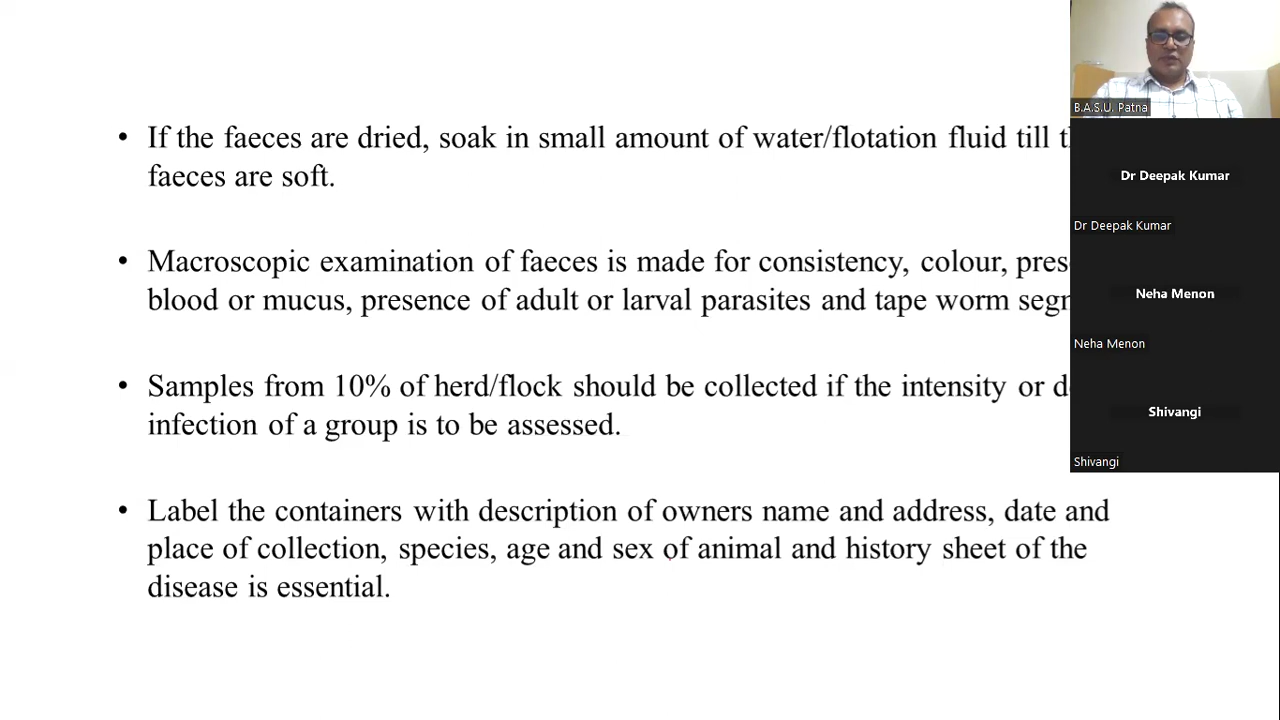 • If the faeces are dried, soak in small amount of water/flotation fluid till
faeces are soft.
• Macroscopic examination of faeces is made for consistency, colour,
blood or mucus, presence of adult or larval parasites and tape worm
• Samples from 10% of herd/flock should be collected if the intensity or
infection of a group is to be assessed.
• Label the containers with description of owners name and address, date and
place of collection, species, age and sex of animal and history sheet of the
disease is essential.
B.A.S.U. Patna
Dr Deepak Kumar
Dr Deepak Kumar
Neha Menon
Neha Menon
Shivangi
Shivangi